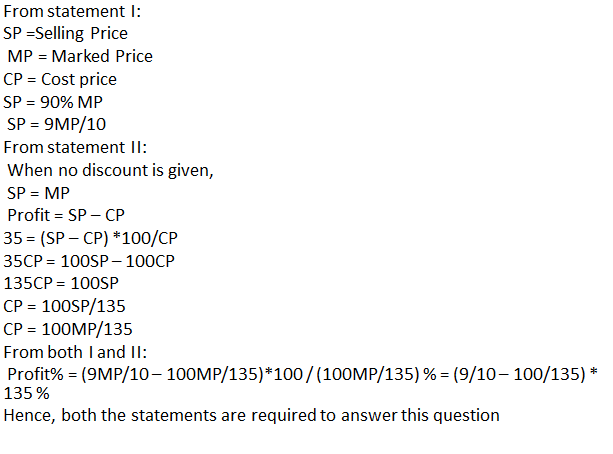 From statement I:
SP =Selling Price
MP = Marked Price
CP = Cost price
SP = 90% MP
SP = 9MP/10
From statement II:
When no discount is given,
SP = MP
Profit = SP – CP
35 = (SP – CP) *100/CP
35CP = 100SP – 100CP
135CP = 100SP
CP = 100SP/135
CP = 100MP/135
From both I and II:
Profit% = (9MP/10 – 100MP/135)*100 / (100MP/135) % = (9/10 – 100/135) *
135 %
Hence, both the statements are required to answer this question